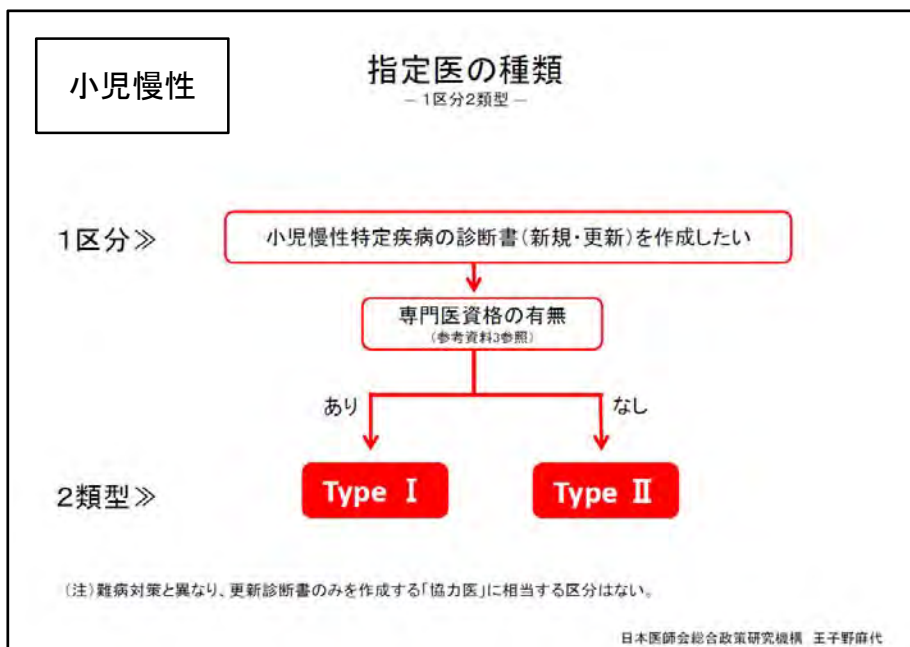 小児慢性
指定医の種類
－1区分2類型－
1区分≫
小児慢性特定疾病の診断書(新規・更新)を作成したい
専門医資格の有無
(参考資料3参照)
あり
なし
2類型≫
Type Ⅰ
Type Ⅱ
(注)難病対策と異なり、更新診断書のみを作成する「協力医」に相当する区分はない。
日本医師会総合政策研究機構 王子野麻代